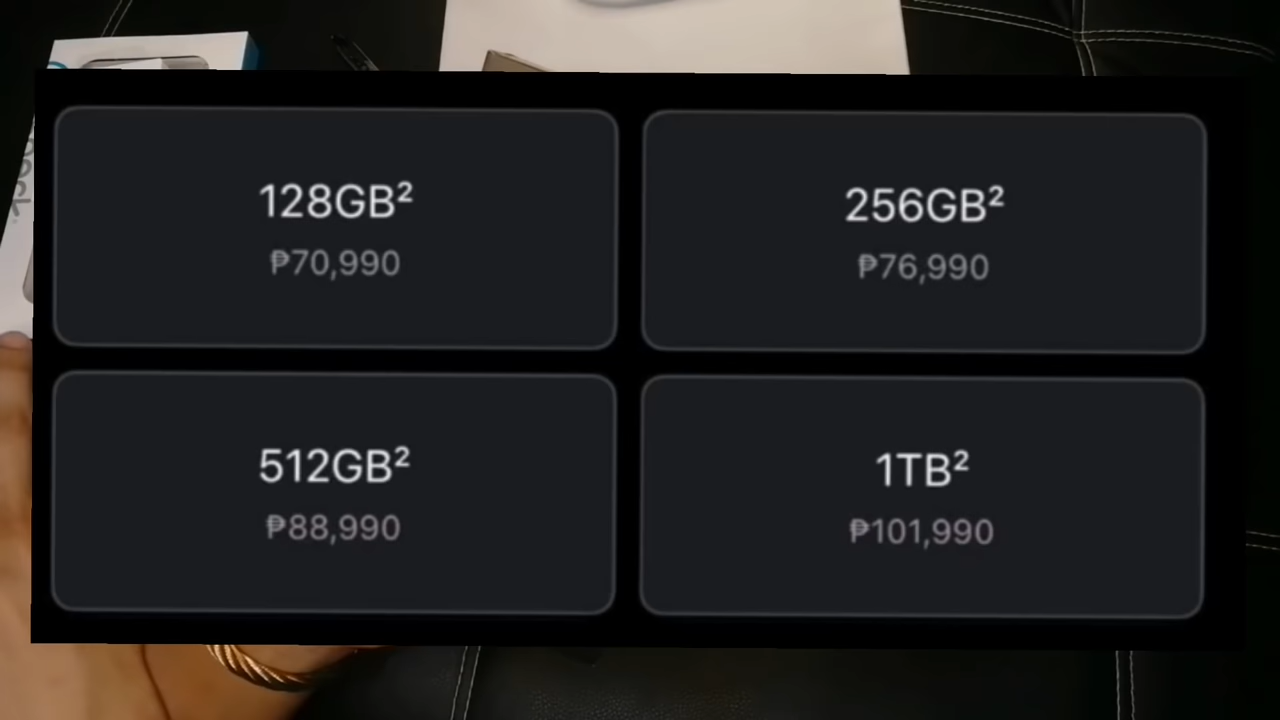 128GB²
₱70,990
256GB²
₱76,990
512GB²
₱88,990
1TB²
₱101,990